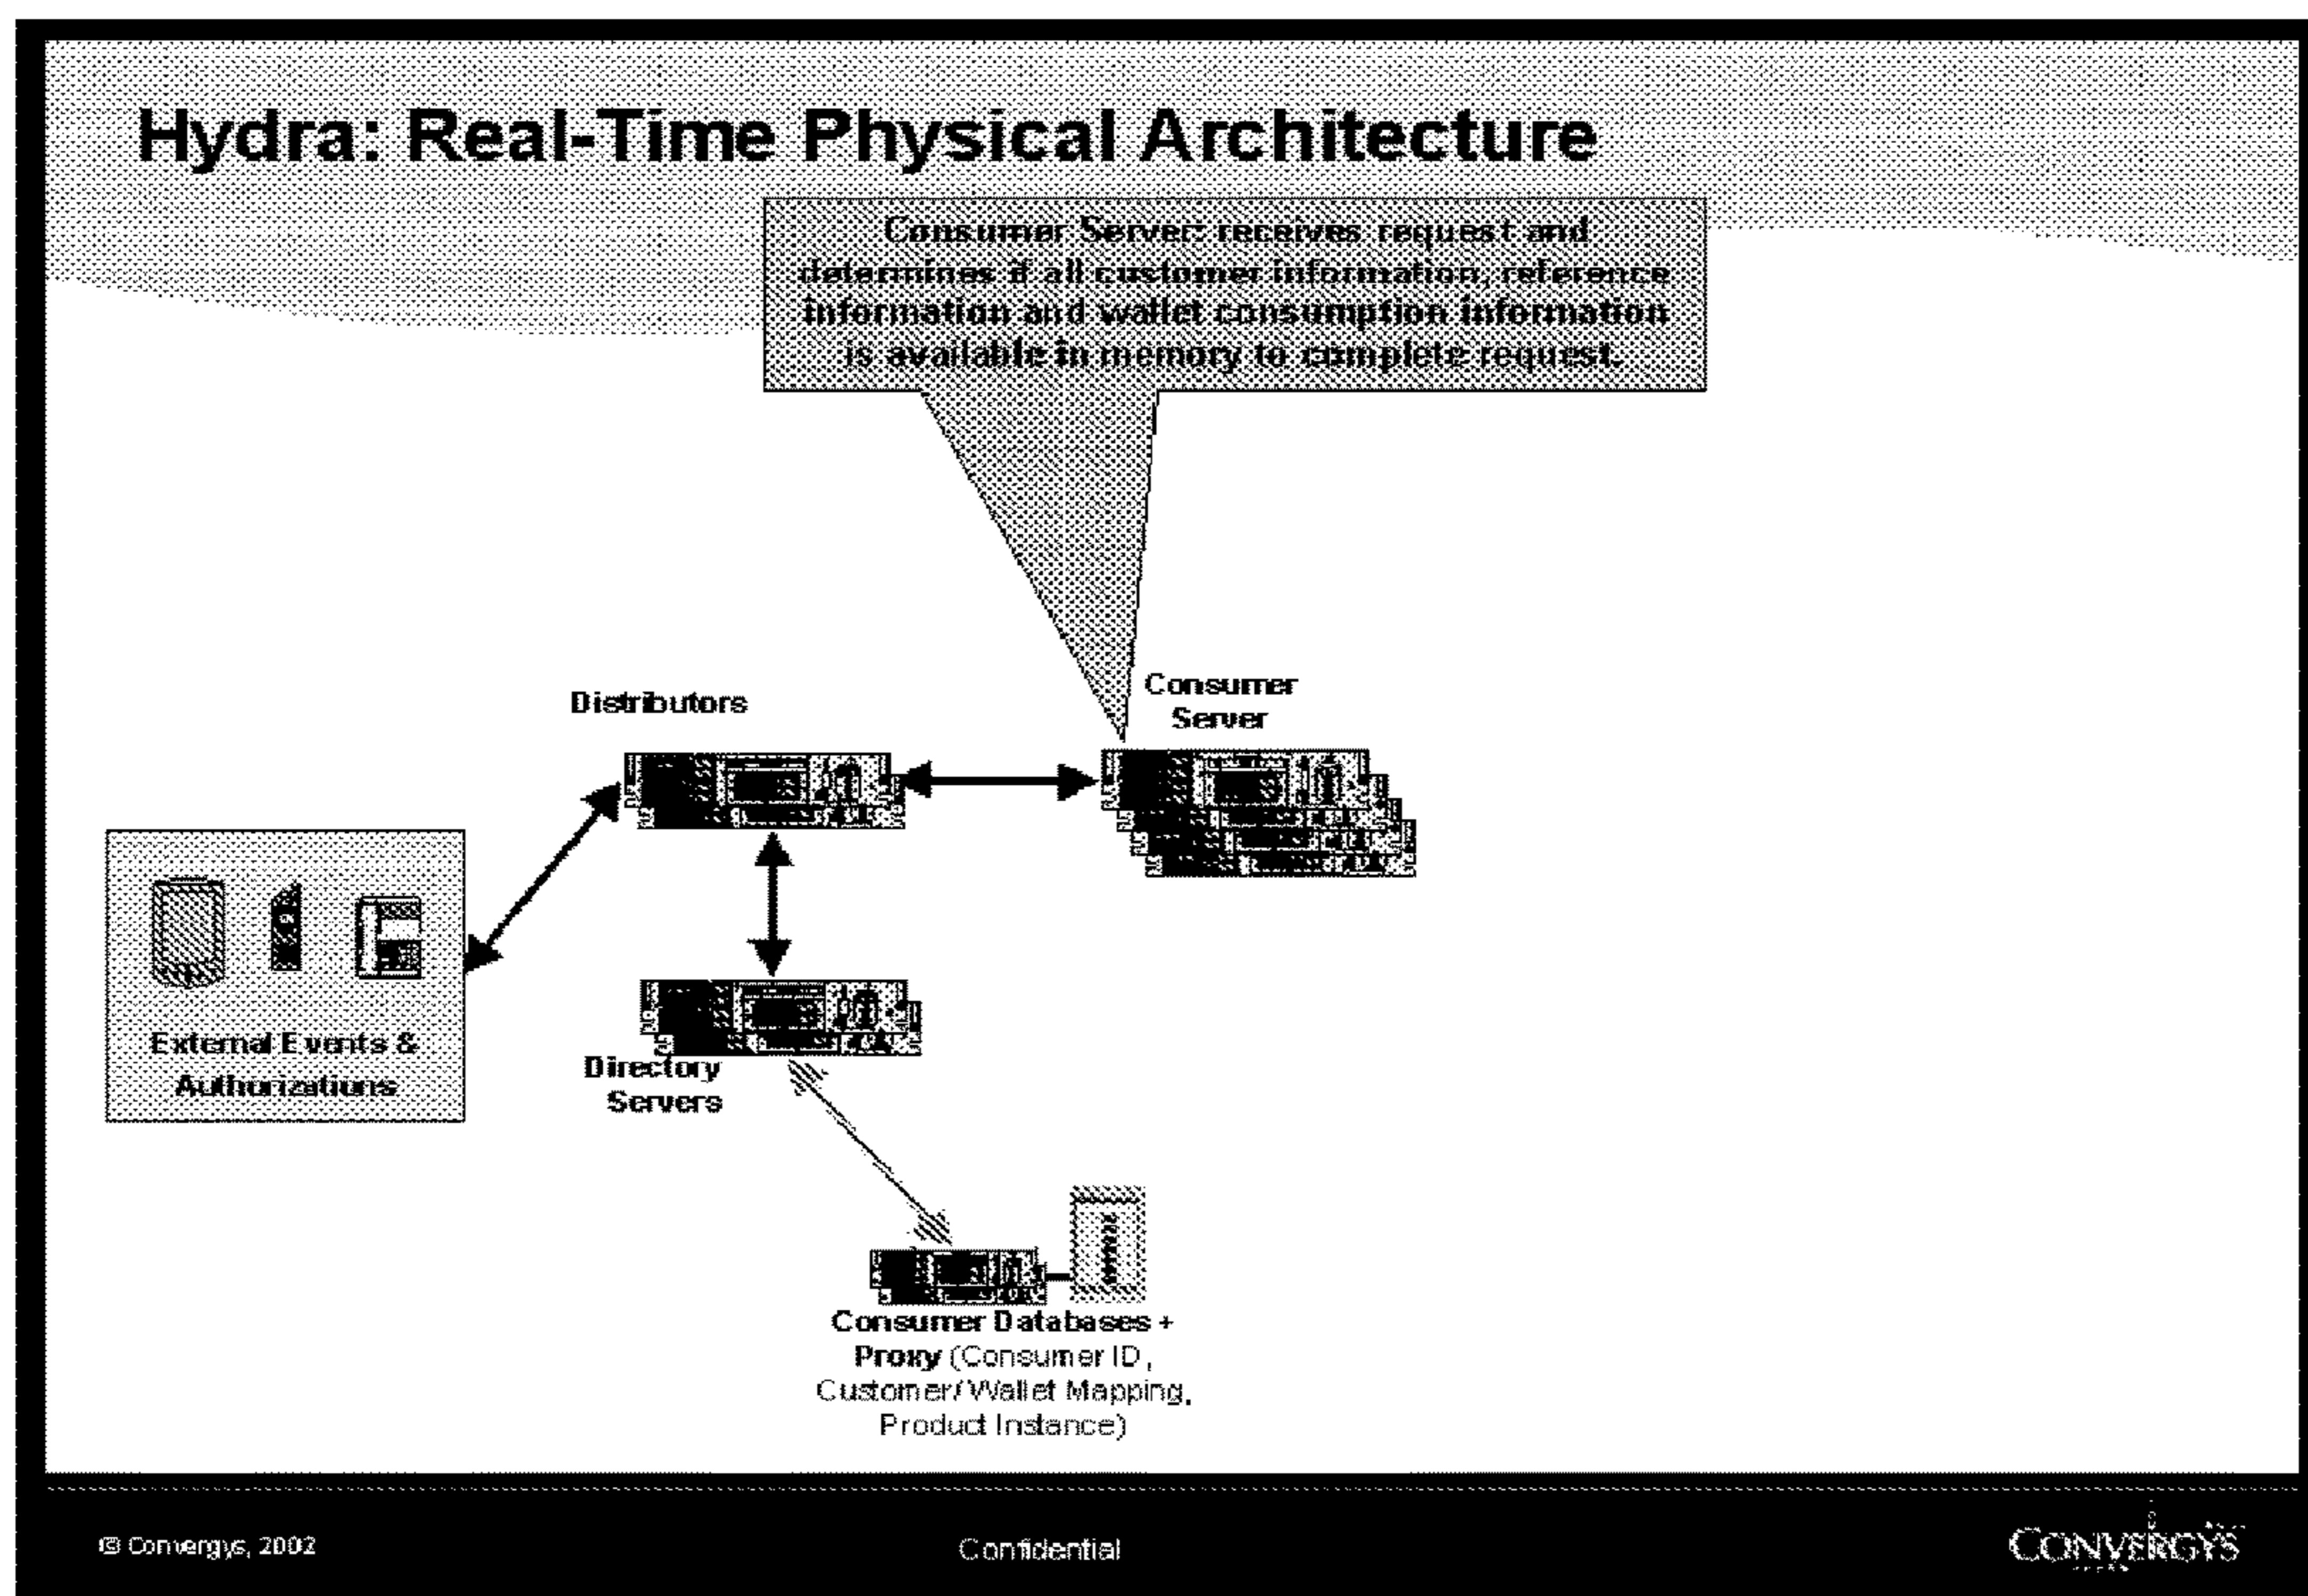 Hydra: Real-Time Physical Architecture
Consumer Server: receives request and
determines if all customer information, reference
information and wallet consumption information
is available in memory to complete request.
Distributors
Consumer
Server
External Events &
Authorizations
Directory
Servers
Consumer Databases +
Proxy (Consumer ID,
Customer/Wallet Mapping,
Product Instance)
© Convergys, 2002
Confidential
CONVERGYS